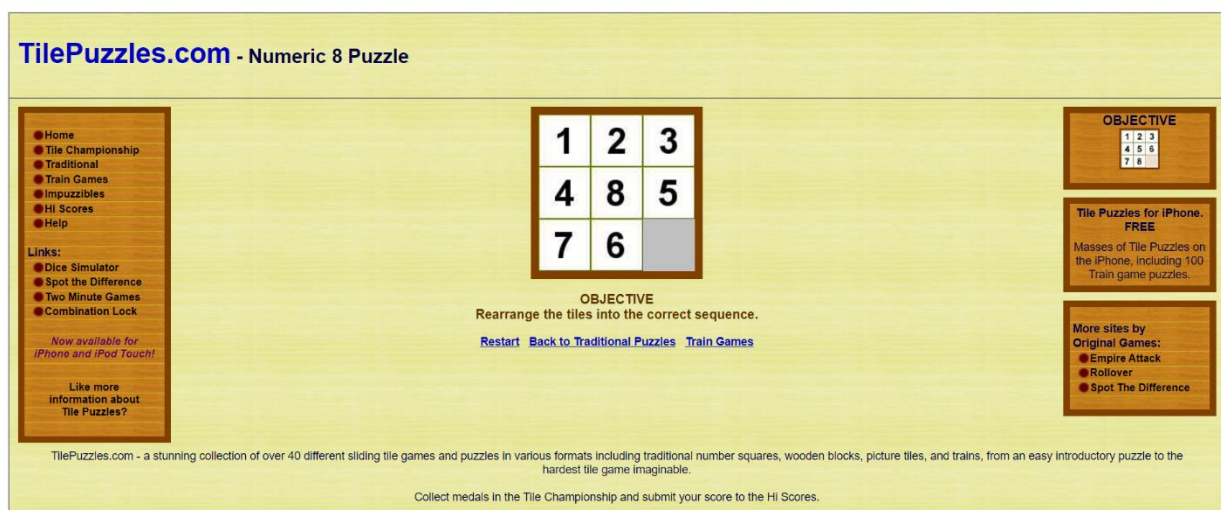 TilePuzzles.com - Numeric 8 Puzzle
Home
Tile Championship
Traditional
Train Games
Impuzzibles
Hi Scores
Help
Links:
Dice Simulator
Spot the Difference
Two Minute Games
Combination Lock
Now available for
iPhone and iPod Touch!
Like more
information about
Tile Puzzles?
1 2 3
4 8 5
7 6
OBJECTIVE
Rearrange the tiles into the correct sequence.
Restart Back to Traditional Puzzles Train Games
OBJECTIVE
1 2 3
4 5 6
7 8
Tile Puzzles for iPhone.
FREE
Masses of Tile Puzzles on
the iPhone, including 100
Train game puzzles.
More sites by
Original Games:
Empire Attack
Rollover
Spot The Difference
TilePuzzles.com - a stunning collection of over 40 different sliding tile games and puzzles in various formats including traditional number squares, wooden blocks, picture tiles, and trains, from an easy introductory puzzle to the
hardest tile game imaginable.
Collect medals in the Tile Championship and submit your score to the Hi Scores.